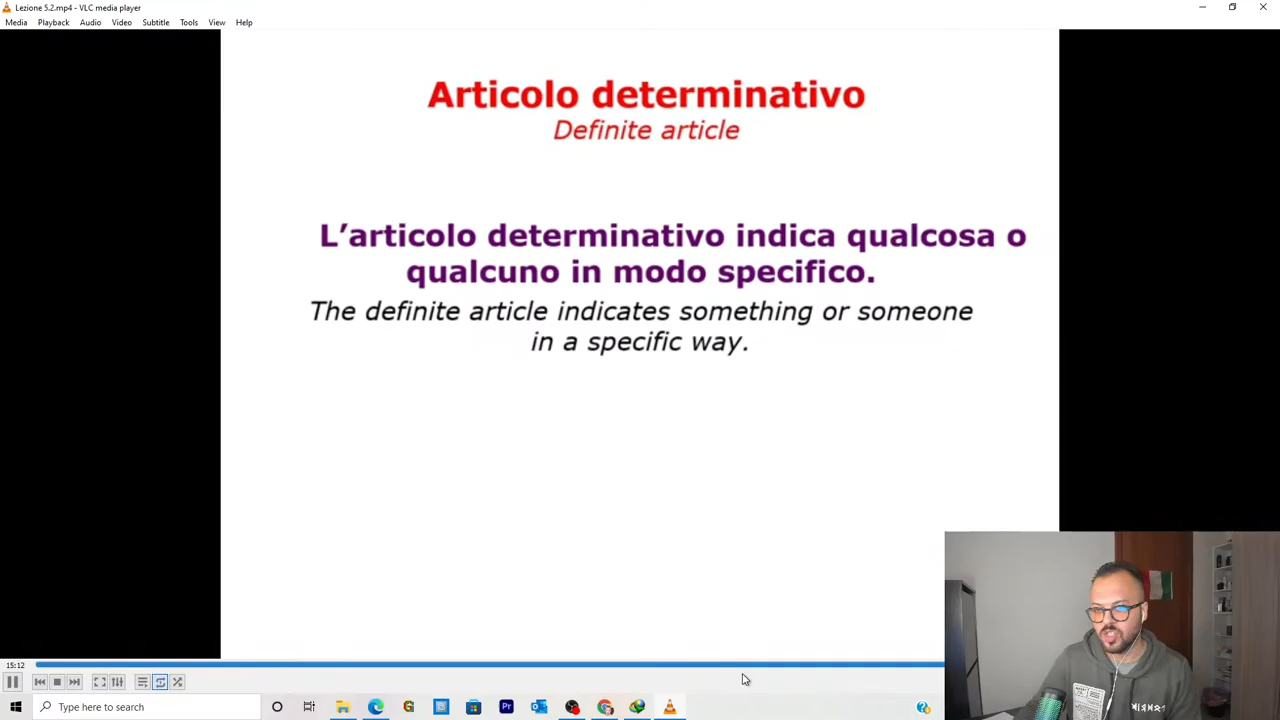 Lezione 5.2.mp4 - VLC media player
Media Playback Audio Video Subtitle Tools View Help
Articolo determinativo
Definite article
L’articolo determinativo indica qualcosa o
qualcuno in modo specifico.
The definite article indicates something or someone
in a specific way.
15:12
Type here to search